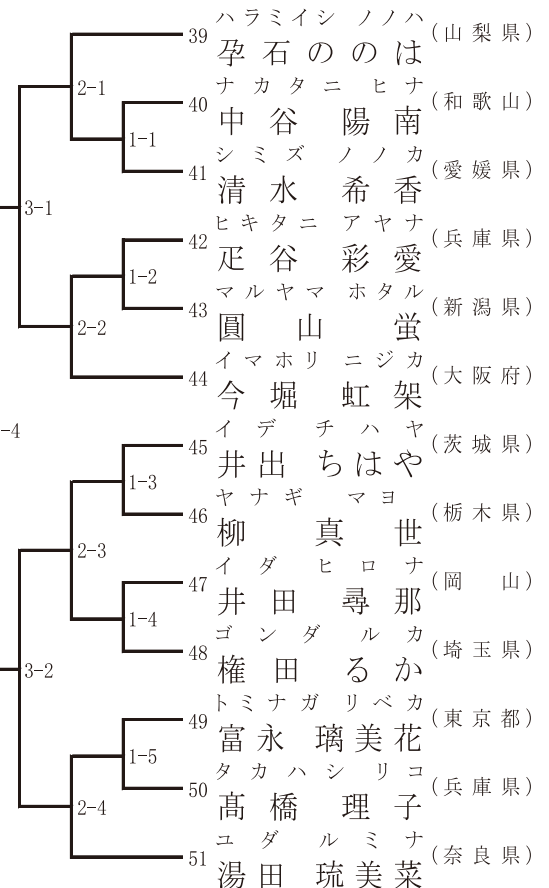 ハラミイシ ノノハ
39 孕石ののは (山梨県)
2-1
ナカタニ ヒナ
40 中谷 陽南 (和歌山)
1-1
シミズ ノノカ
41 清水 希香 (愛媛県)
3-1
ヒキタニ アヤナ
42 疋谷 彩愛 (兵庫県)
1-2
マルヤマ ホタル
43 圓山 蛍 (新潟県)
2-2
イマホリ ニジカ
44 今堀 虹架 (大阪府)
-4
イデ チハヤ
45 井出 ちはや (茨城県)
1-3
ヤナギ マヨ
46 柳 真世 (栃木県)
2-3
イダ ヒロナ
47 井田 尋那 (岡山)
1-4
ゴンダ ルカ
48 権田 るか (埼玉県)
3-2
トミナガ リベカ
49 富永 璃美花 (東京都)
1-5
タカハシ リコ
50 髙橋 理子 (兵庫県)
2-4
ユダ ルミナ
51 湯田 琉美菜 (奈良県)